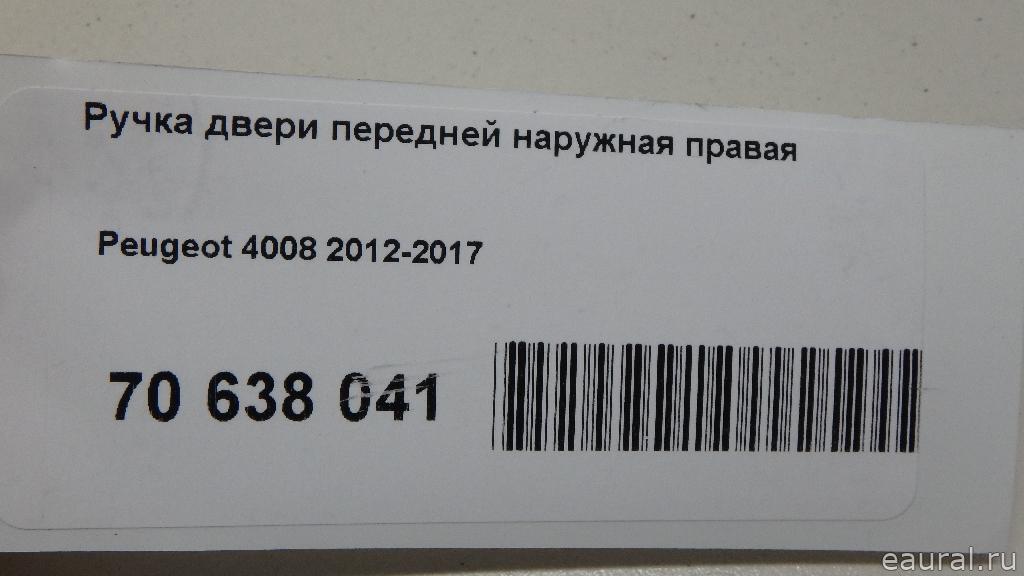 Ручка двери передней наружная правая
Peugeot 4008 2012-2017
70 638 041
eaural.ru